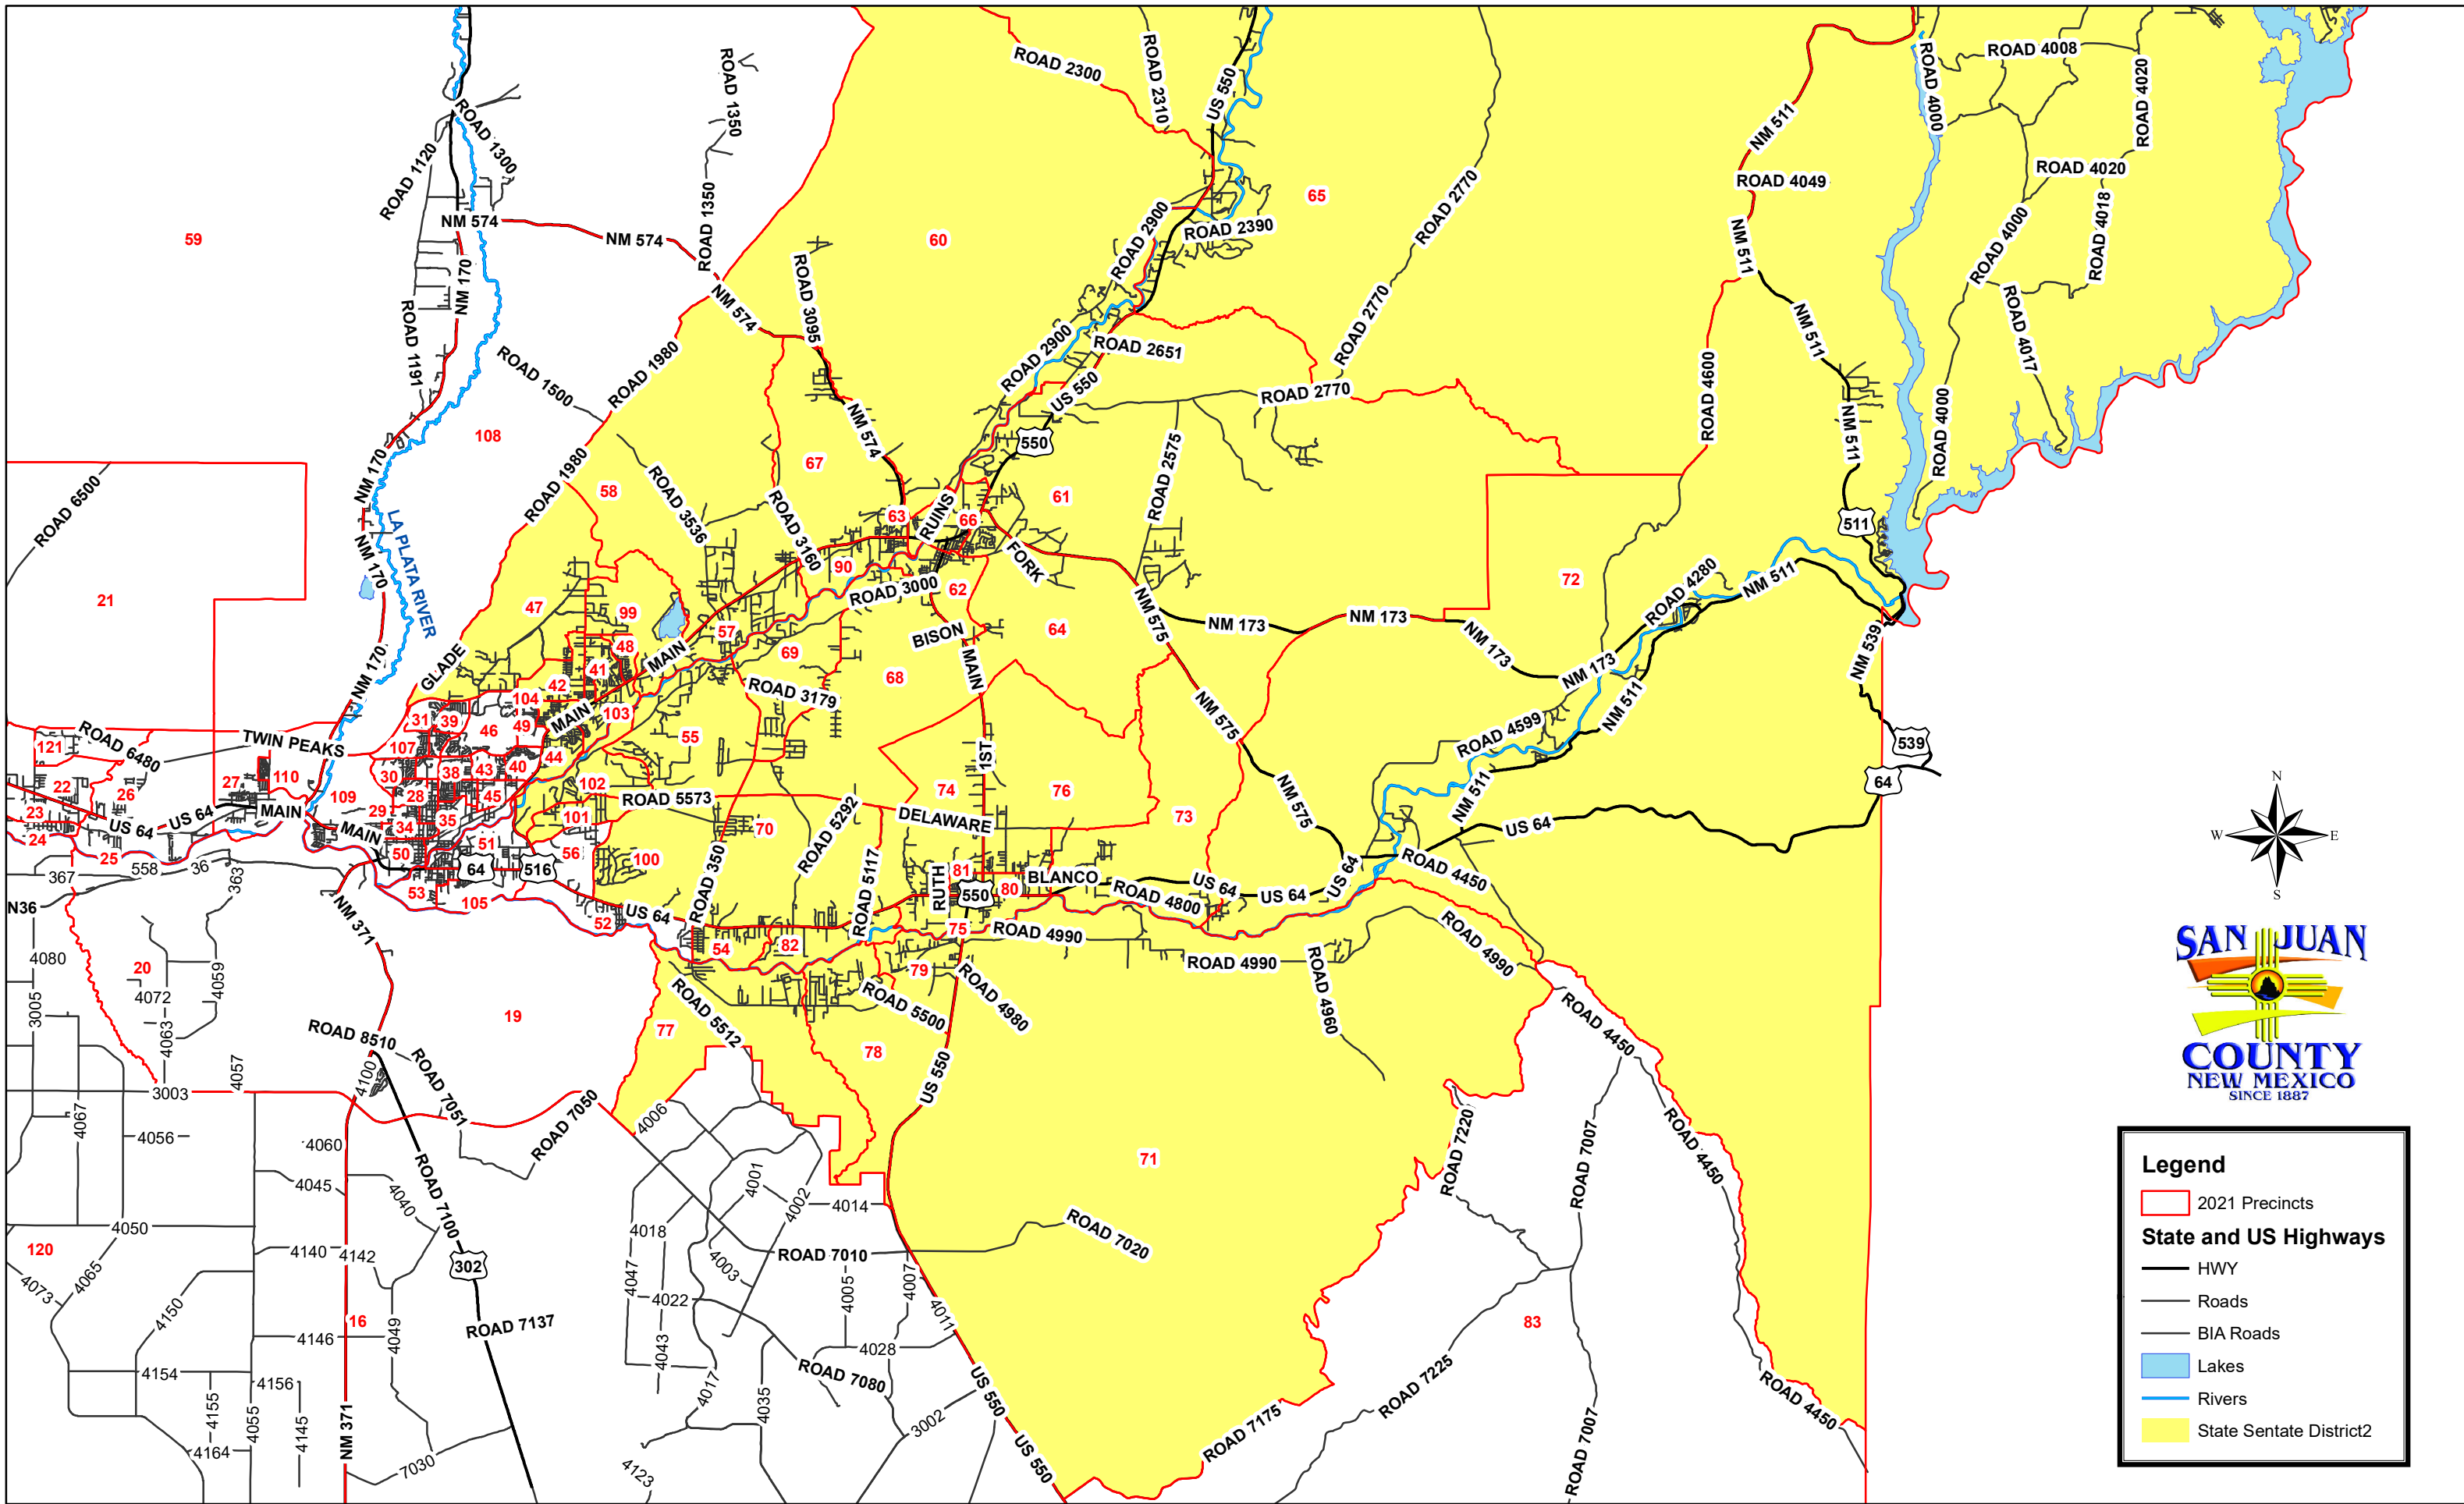 ROAD 2300
ROAD 2310
US 550
ROAD 4000
ROAD 4008
ROAD 4020
ROAD 1350
ROAD 1350
ROAD 1300
ROAD 1120
NM 511
ROAD 4049
ROAD 4020
ROAD 4018
59
NM 574
NM 574
ROAD 1350
60
65
ROAD 2900
ROAD 2390
ROAD 2770
NM 511
ROAD 4000
NM 170
ROAD 1191
NM 574
ROAD 3095
ROAD 2770
NM 511
ROAD 4017
ROAD 1500
ROAD 1980
ROAD 2900
ROAD 2651
US 550
ROAD 2770
ROAD 4600
NM 511
ROAD 4000
108
NM 574
550
ROAD 2575
NM 170
ROAD 6500
ROAD 1980
58
67
ROAD 3536
ROAD 3160
63
RUINS
66
61
511
LA PLATA RIVER
NM 170
FORK
90
ROAD 3000
62
72
ROAD 4280
NM 511
21
47
99
57
BISON
64
NM 575
NM 173
NM 173
NM 173
NM 173
NM 539
GLADE
NM 170
48
MAIN
41
69
68
MAIN
42
104
ROAD 3179
NM 575
NM 511
31
39
46
49
MAIN
103
55
ROAD 4599
121
ROAD 6480
TWIN PEAKS
107
44
1ST
539
22
26
27
110
30
38
43
40
102
ROAD 5573
74
76
NM 575
NM 511
64
23
109
29
28
45
US 64
US 64
MAIN
MAIN
34
35
101
70
ROAD 5292
DELAWARE
73
US 64
24
25
50
51
56
100
ROAD 5117
ROAD 350
367
558
36
363
53
64
516
105
52
US 64
RUTH
81
550
80
BLANCO
ROAD 4800
US 64
US 64
US 64
ROAD 4450
N36
NM 371
54
82
75
79
ROAD 4990
ROAD 4990
ROAD 4990
4080
20
4059
4072
4063
3005
19
77
ROAD 5512
ROAD 5500
ROAD 4980
ROAD 4960
78
ROAD 4450
ROAD 8510
4057
4100
ROAD 7051
3003
ROAD 7050
US 550
4067
4056
4060
4006
ROAD 7220
ROAD 7007
ROAD 4450
71
4045
4040
ROAD 7100
4001
4002
4014
4050
120
4140
4142
4018
ROAD 7010
ROAD 7020
4073
4065
302
4047
4003
4005
4007
4022
4011
4150
16
4146
4049
ROAD 7137
4043
4028
83
4154
4156
4155
4055
4145
4164
NM 371
7030
4017
4035
ROAD 7080
3002
4123
US 550
US 550
ROAD 7175
ROAD 7225
ROAD 7007
ROAD 4450
N
W
E
S
SAN JUAN
COUNTY
NEW MEXICO
SINCE 1887
Legend
2021 Precincts
State and US Highways
HWY
Roads
BIA Roads
Lakes
Rivers
State Sentate District2